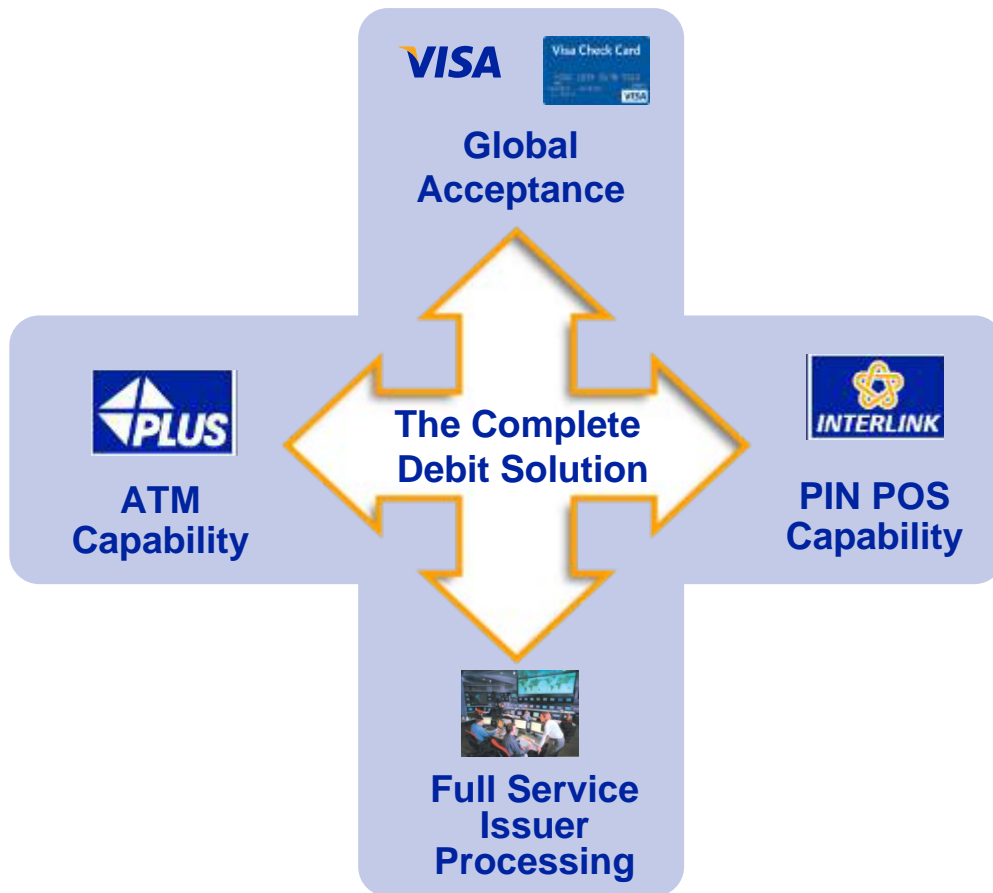 VISA
Visa Check Card
VISA
Global
Acceptance
PLUS
ATM
Capability
The Complete
Debit Solution
INTERLINK
PIN POS
Capability
Full Service
Issuer
Processing